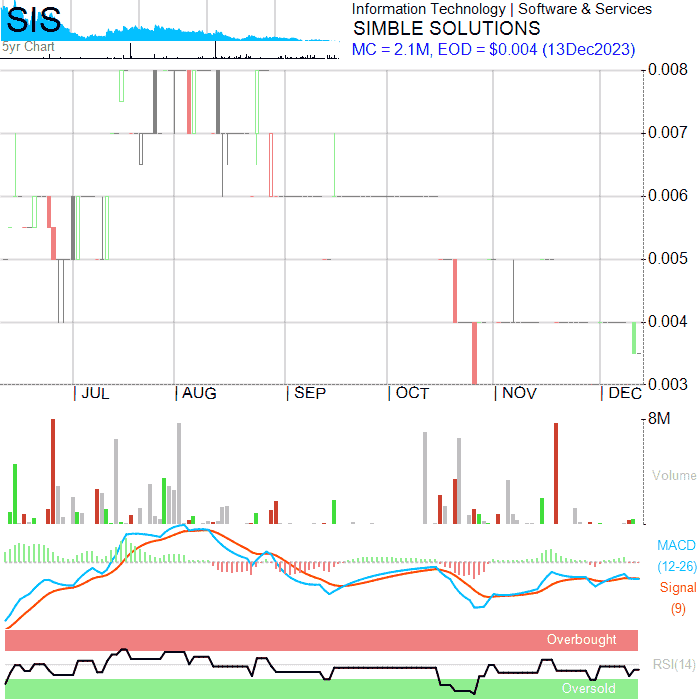 SIS
5yr Chart
Information Technology | Software & Services
SIMBLE SOLUTIONS
MC = 2.1M, EOD = $0.004 (13Dec2023)
0.008
0.007
0.006
0.005
0.004
0.003
| JUL | AUG | SEP | OCT | NOV | DEC
8M
Volume
MACD
(12-26)
Signal
(9)
Overbought
RSI(14)
Oversold